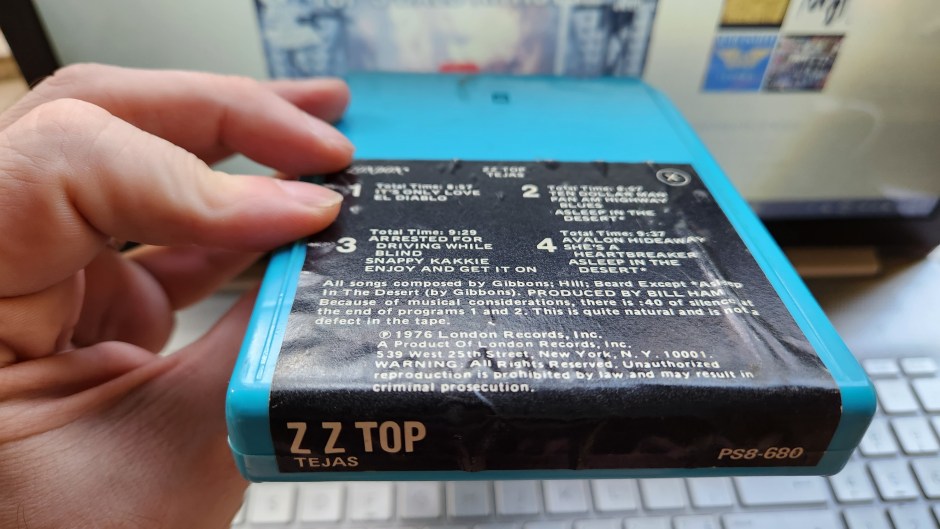 ZZ TOP
TEJAS
1 Total Time: 8:57
IT'S ONLY LOVE
EL DIABLO
2 Total Time:
TEN DOLLAR MAN
PAN AM HIGHWAY
BLUES
ASLEEP IN THE
DESERT*
3 Total Time: 9:29
ARRESTED FOR
DRIVING WHILE
BLIND
SNAPPY KAKKIE
ENJOY AND GET IT ON
4 Total Time: 9:37
AVALON HIDEAWAY
SHE'S A
HEARTBREAKER
ASLEEP IN THE
DESERT*
All songs composed by Gibbons; Hill; Beard Except *Asleep
In The Desert (by Gibbons). PRODUCED BY BILL HAM
Because of musical considerations, there is :40 of silence at
the end of programs 1 and 2. This is quite natural and is not a
defect in the tape.
℗ 1976 London Records, Inc.
A Product Of London Records, Inc.
539 West 25th Street, New York, N.Y. 10001.
WARNING: All Rights Reserved. Unauthorized
reproduction is prohibited by law and may result in
criminal prosecution.
Z Z TOP
TEJAS
PS8-680